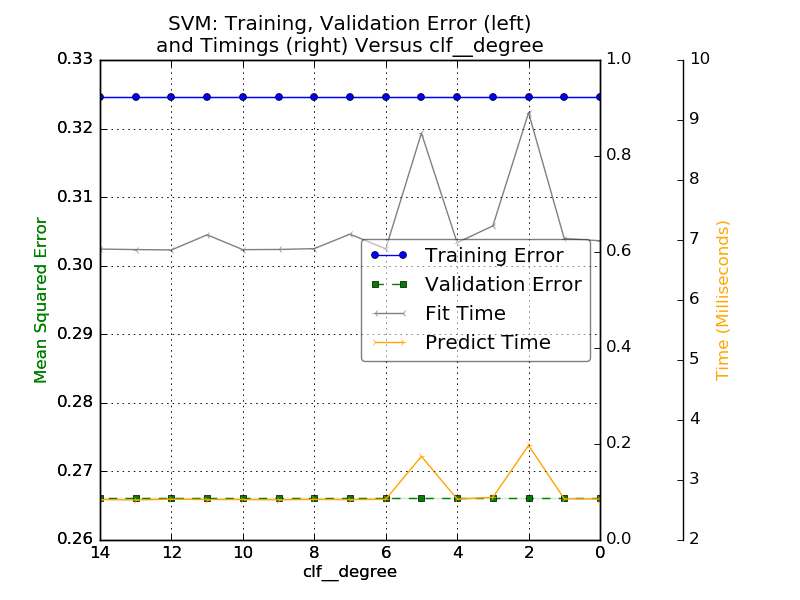 SVM: Training, Validation Error (left)
and Timings (right) Versus clf__degree
Mean Squared Error
0.33
0.32
0.31
0.30
0.29
0.28
0.27
0.26
14 12 10 8 6 4 2 0
clf__degree
Training Error
Validation Error
Fit Time
Predict Time
1.0
0.8
0.6
0.4
0.2
0.0
10
9
8
7
6
5
4
3
2
Time (Milliseconds)